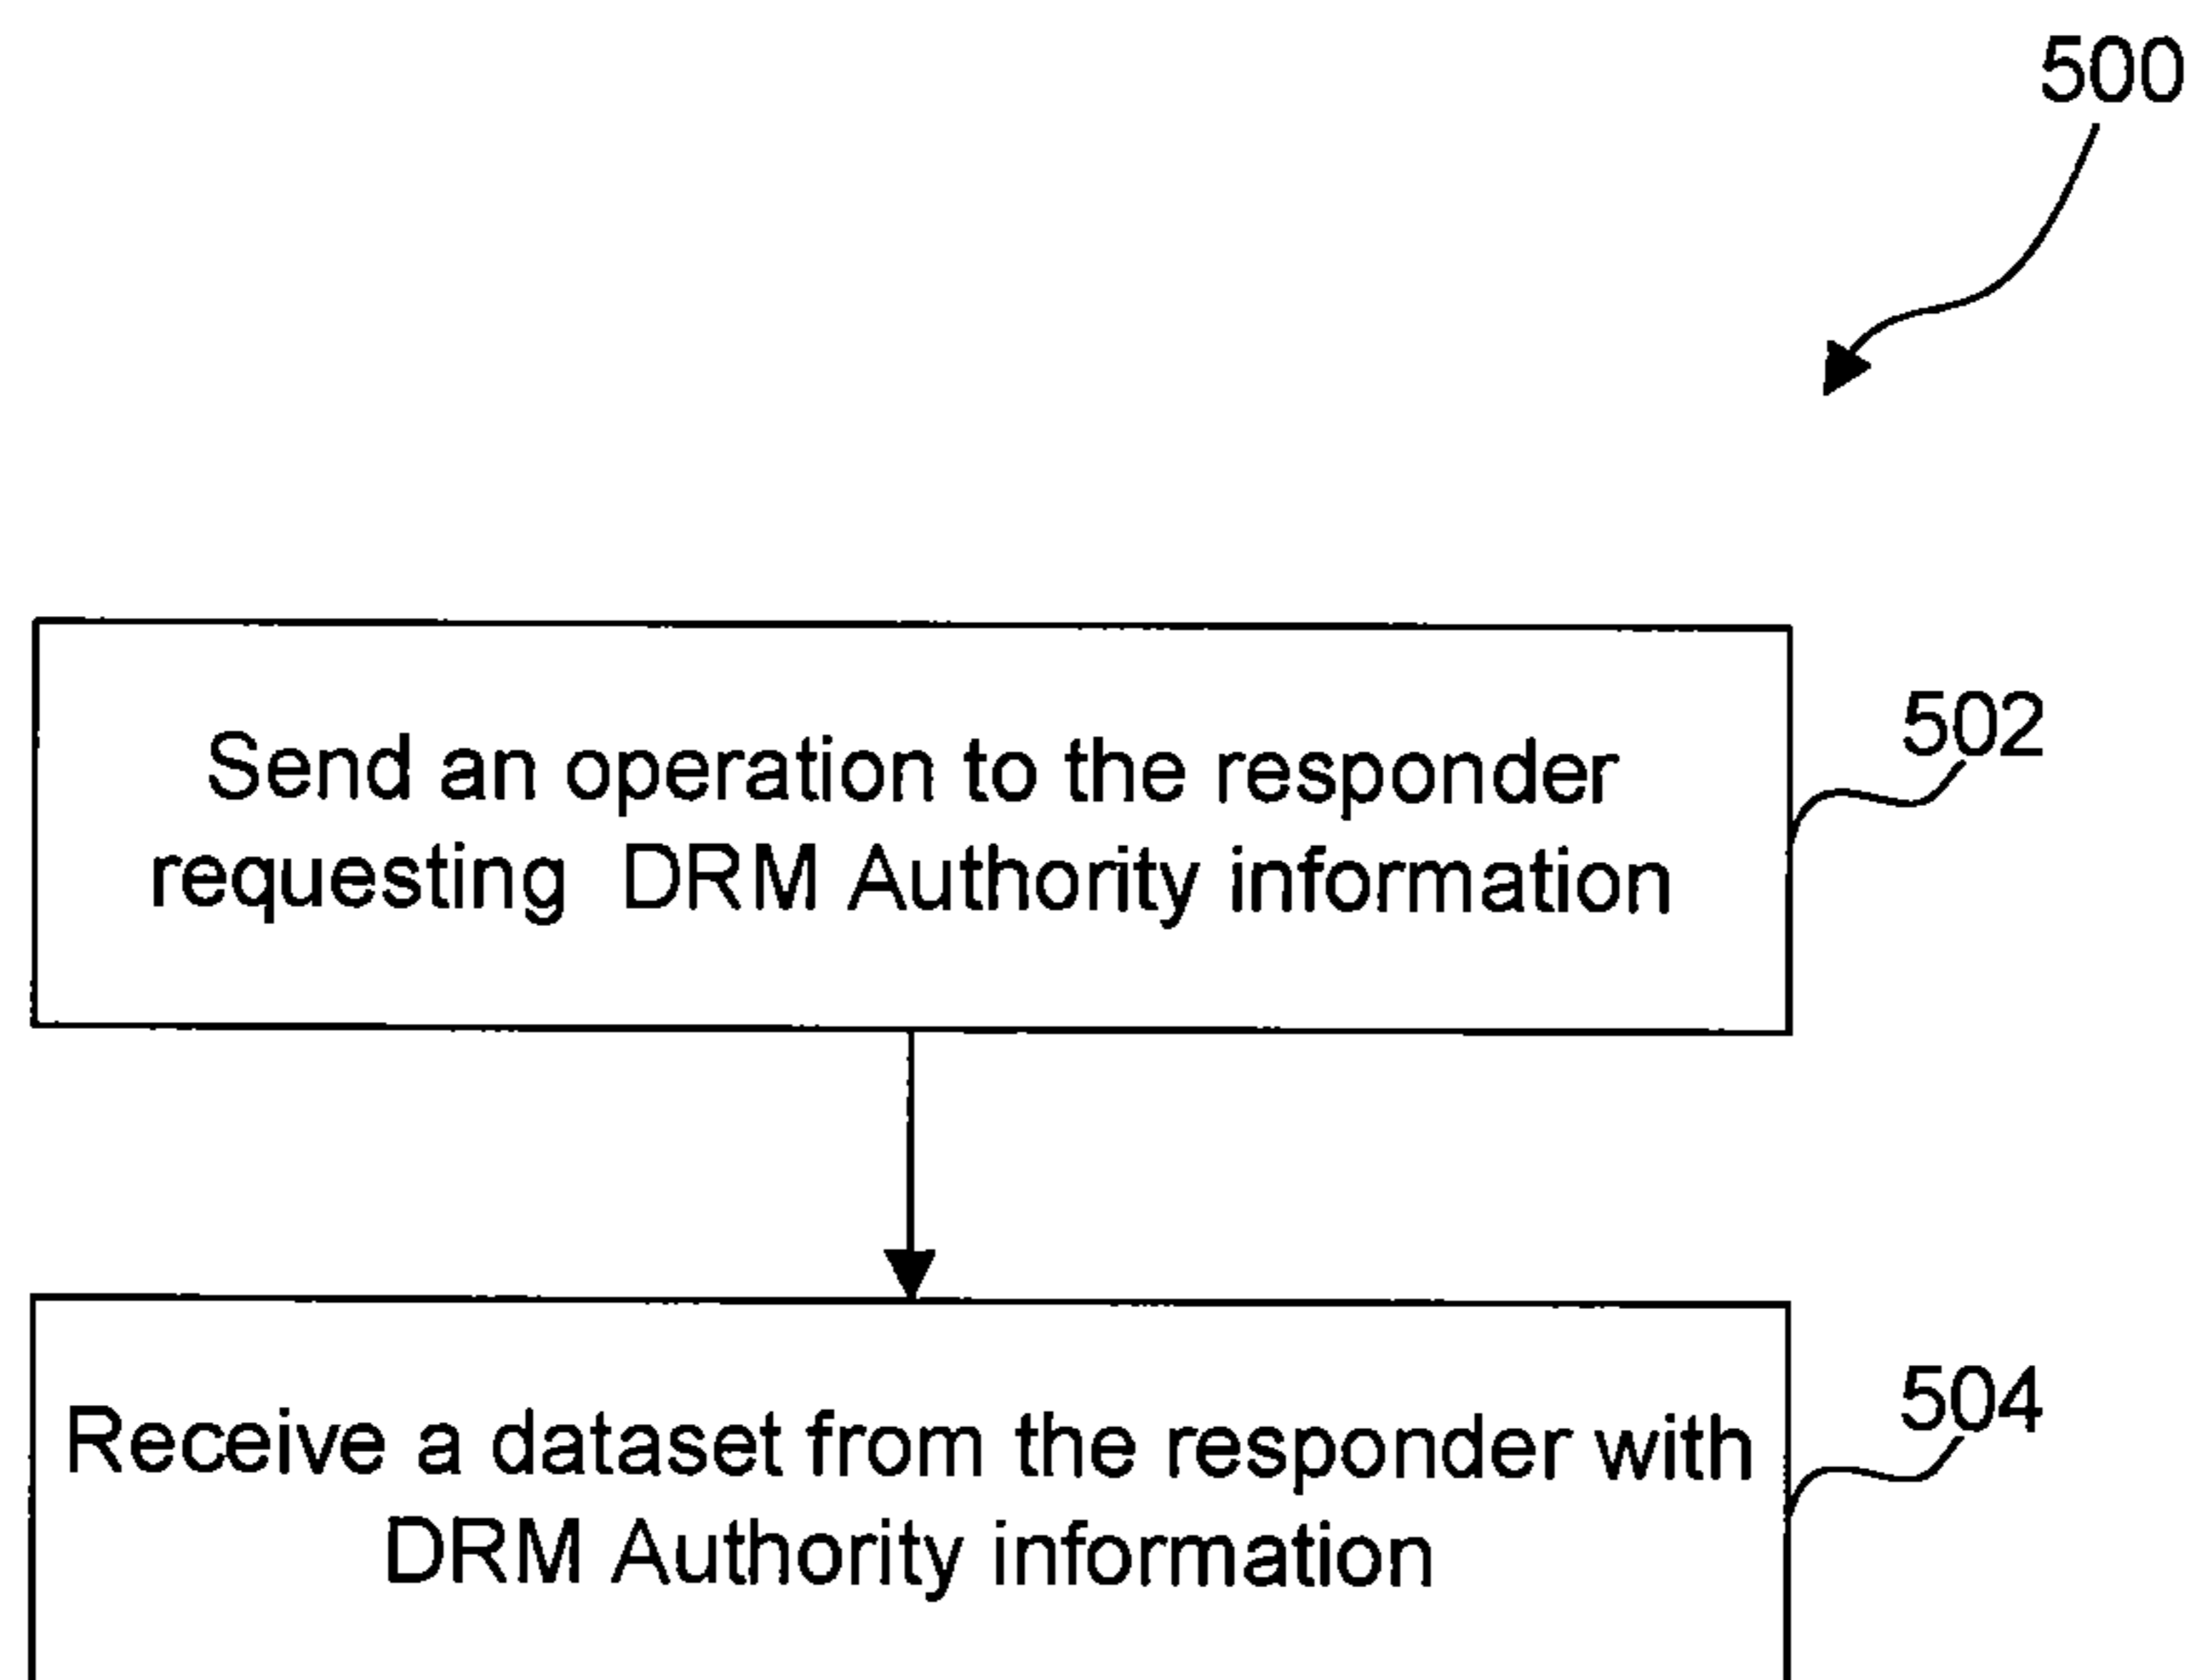 500
Send an operation to the responder
requesting DRM Authority information
502
Receive a dataset from the responder with
DRM Authority information
504